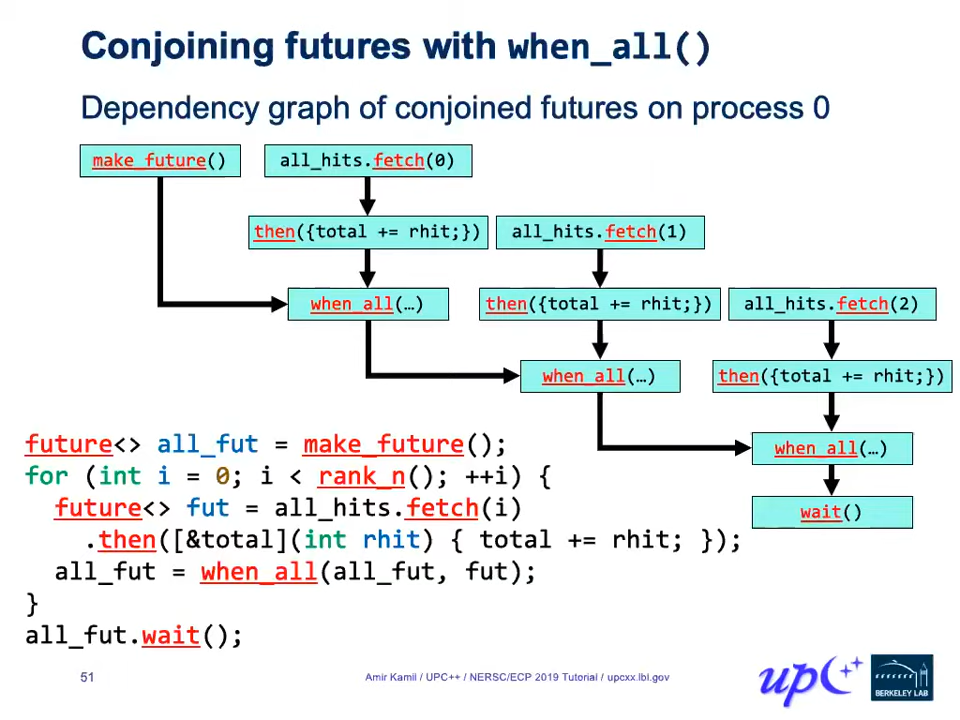 Conjoining futures with when_all()
Dependency graph of conjoined futures on process 0
make_future()
all_hits.fetch(0)
then({total += rhit;})
all_hits.fetch(1)
when_all(…)
then({total += rhit;})
all_hits.fetch(2)
when_all(…)
then({total += rhit;})
when_all(…)
wait()
future<> all_fut = make_future();
for (int i = 0; i < rank_n(); ++i) {
future<> fut = all_hits.fetch(i)
.then([&total](int rhit) { total += rhit; });
all_fut = when_all(all_fut, fut);
}
all_fut.wait();
51
Amir Kamil / UPC++ / NERSC/ECP 2019 Tutorial / upcxx.lbl.gov
UPC++
BERKELEY LAB